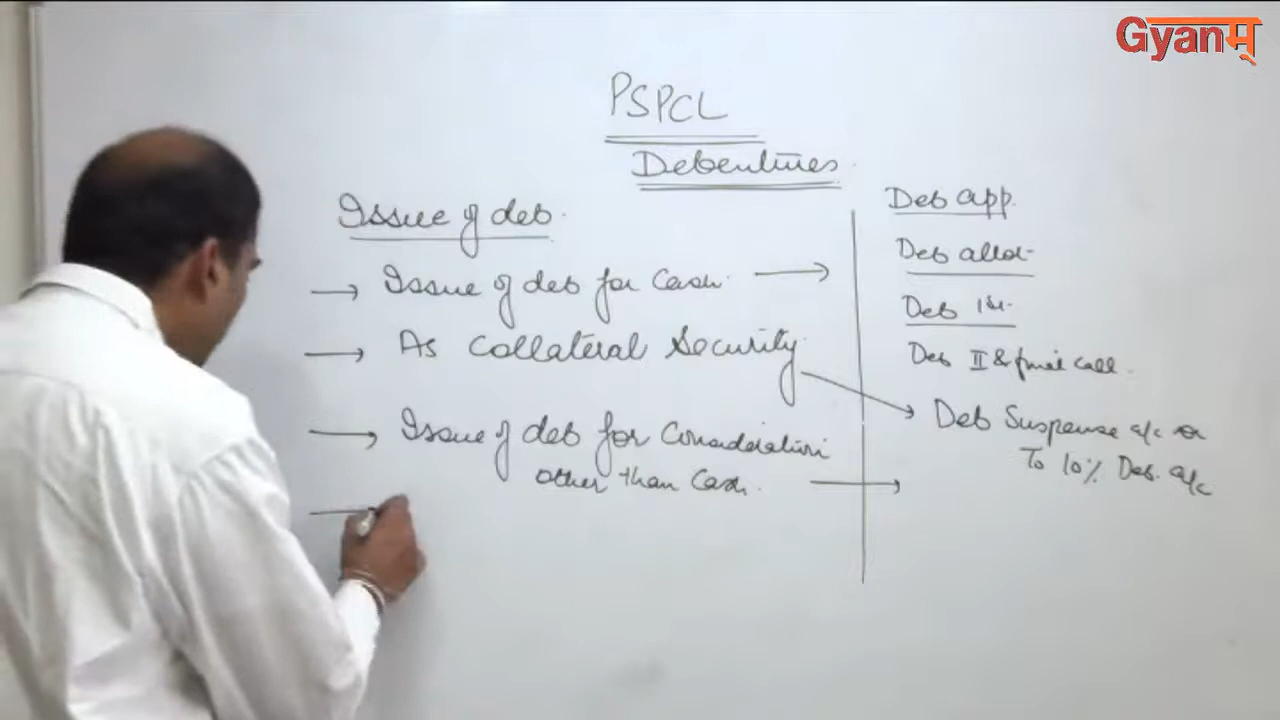 Gyanम्
PSPCL
Debentures
Issue of deb.
→ Issue of deb for Cash. →
→ As Collateral Security
→ Issue of deb for Consideration
other than Cash. →
Deb app.
Deb allot
Deb 1st
Deb II & final call.
Deb Suspense a/c Dr
To 10% Deb. a/c